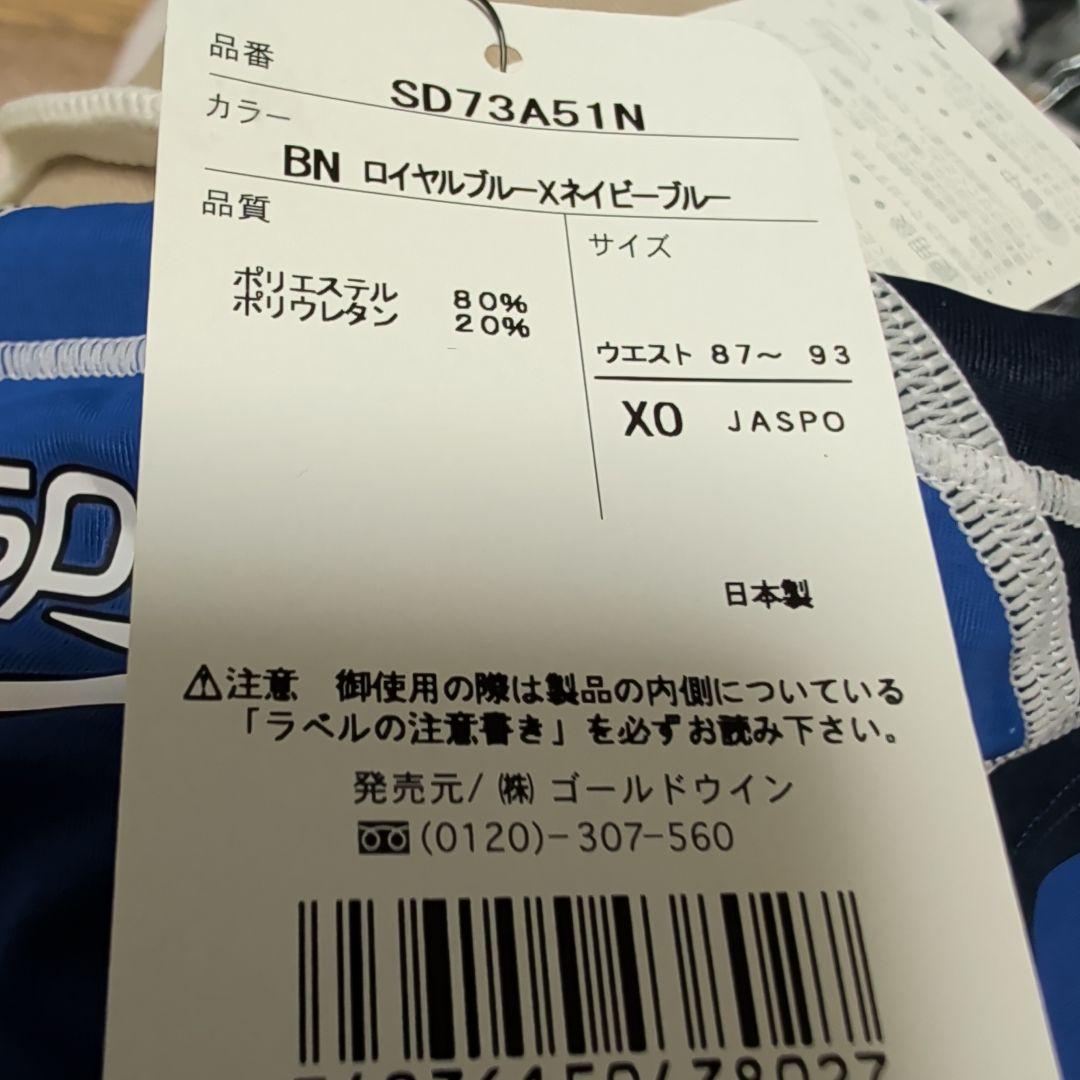 品番
SD73A51N
カラー
BN ロイヤルブルーXネイビーブルー
品質
サイズ
ポリエステル 80%
ポリウレタン 20%
ウエスト 87～ 93
XO JASPO
日本製
⚠注意 御使用の際は製品の内側についている
「ラベルの注意書き」を必ずお読み下さい。
発売元/ ㈱ ゴールドウイン
(0120)-307-560